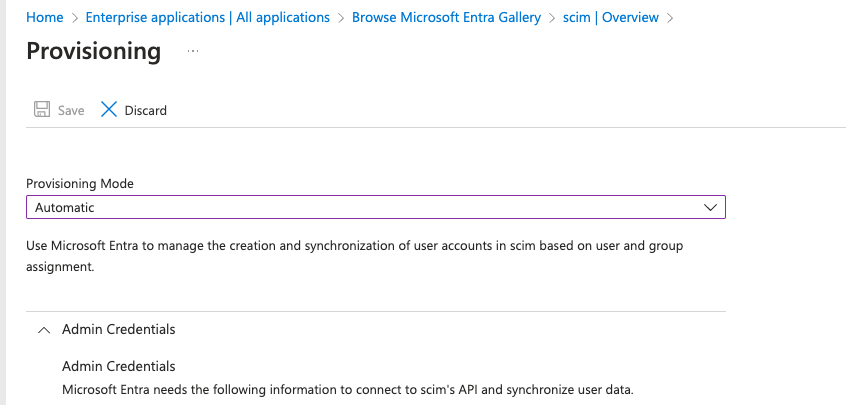 Home > Enterprise applications | All applications > Browse Microsoft Entra Gallery > scim | Overview >
Provisioning ...
Save Discard
Provisioning Mode
Automatic
Use Microsoft Entra to manage the creation and synchronization of user accounts in scim based on user and group
assignment.
Admin Credentials
Admin Credentials
Microsoft Entra needs the following information to connect to scim's API and synchronize user data.